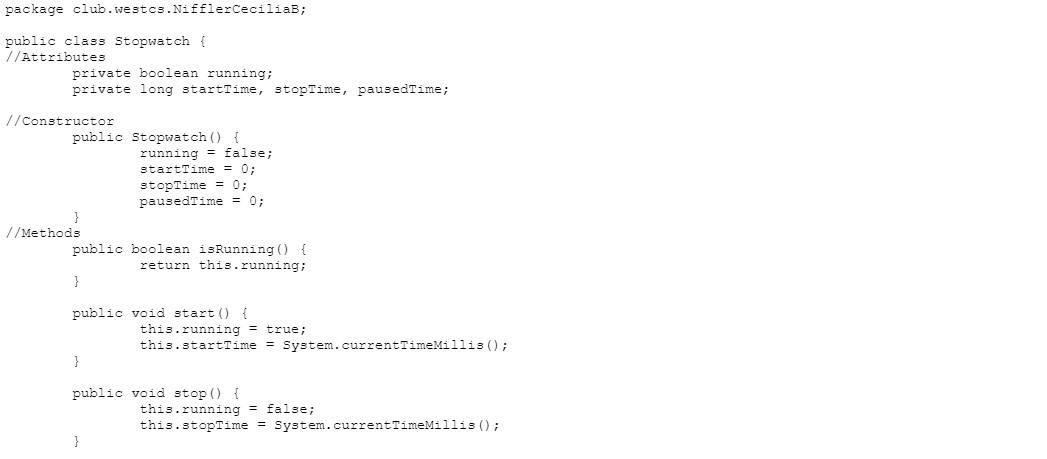 package club.westcs.NifflerCeciliaB;
public class Stopwatch {
//Attributes
private boolean running;
private long startTime, stopTime, pausedTime;
//Constructor
public Stopwatch() {
running = false;
startTime = 0;
stopTime = 0;
pausedTime = 0;
}
//Methods
public boolean isRunning() {
return this.running;
}
public void start() {
this.running = true;
this.startTime = System.currentTimeMillis();
}
public void stop() {
this.running = false;
this.stopTime = System.currentTimeMillis();
}